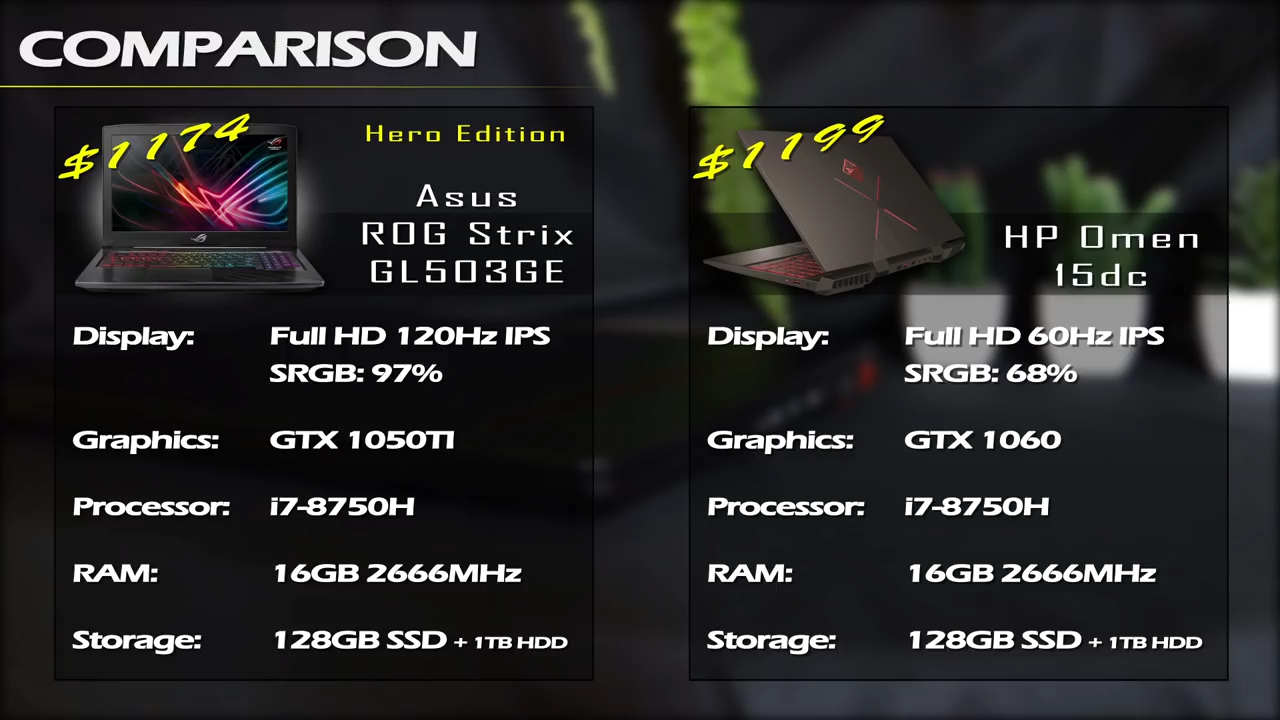 COMPARISON
$1174
Hero Edition
Asus
ROG Strix
GL503GE
Display: Full HD 120Hz IPS
SRGB: 97%
Graphics: GTX 1050TI
Processor: i7-8750H
RAM: 16GB 2666MHz
Storage: 128GB SSD + 1TB HDD
$1199
HP Omen
15dc
Display: Full HD 60Hz IPS
SRGB: 68%
Graphics: GTX 1060
Processor: i7-8750H
RAM: 16GB 2666MHz
Storage: 128GB SSD + 1TB HDD